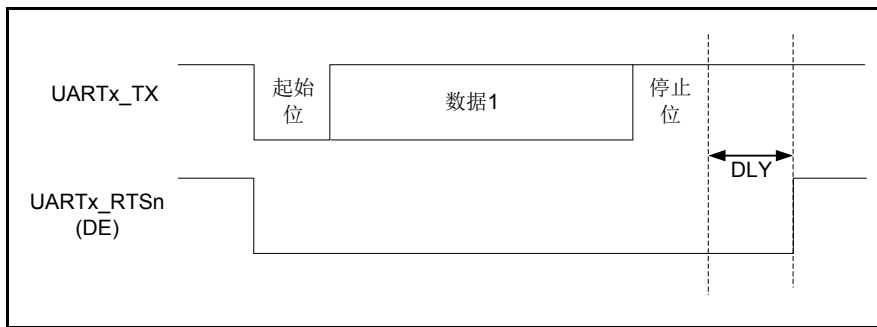 UARTx_TX
起始
位
数据1
停止
位
DLY
UARTx_RTSn
(DE)